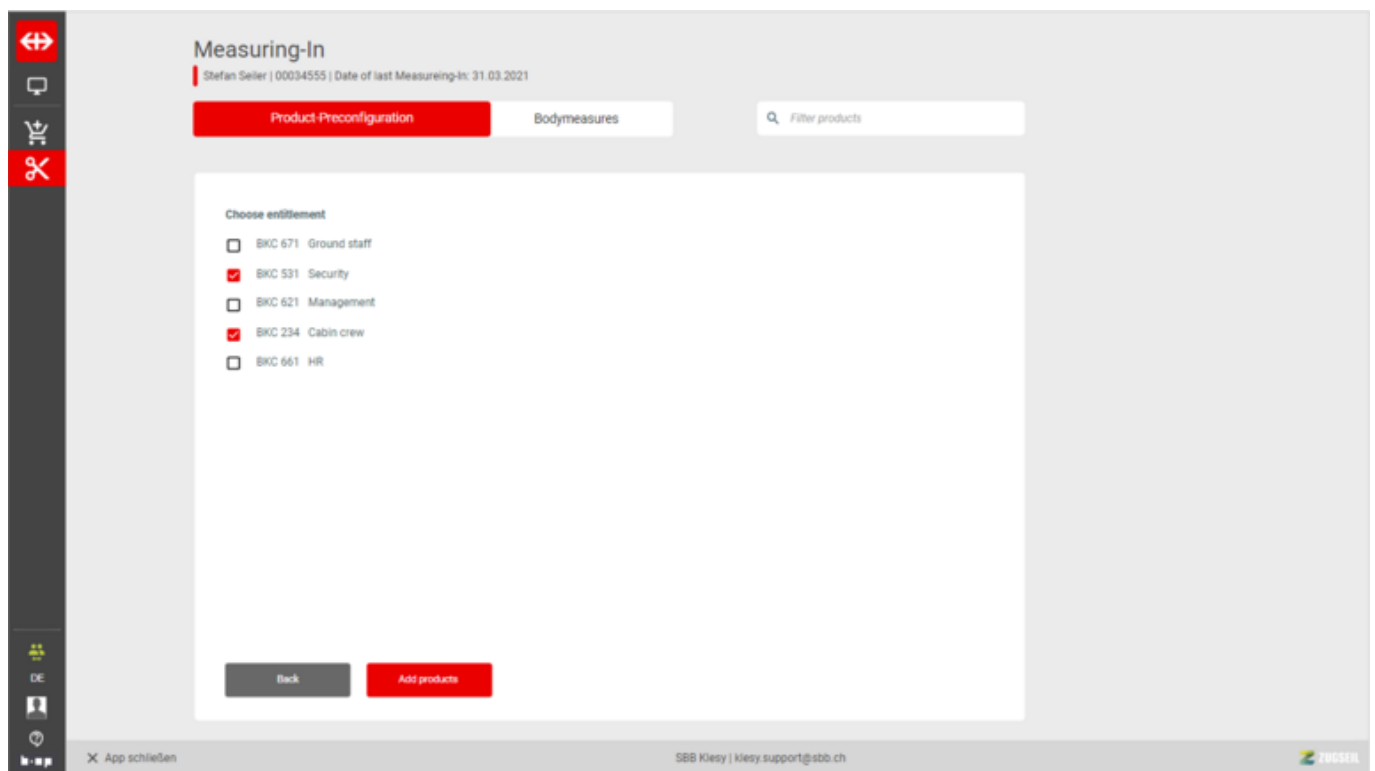 Measuring-In
Stefan Seiler | 00034555 | Date of last Measureing-In: 31.03.2021
Product-Preconfiguration Bodymeasures Filter products
Choose entitlement
BKC 671 Ground staff
BKC 531 Security
BKC 621 Management
BKC 234 Cabin crew
BKC 661 HR
Back Add products
DE
App schließen SBB Klesy | klesy.support@sbb.ch ZUGSEIL